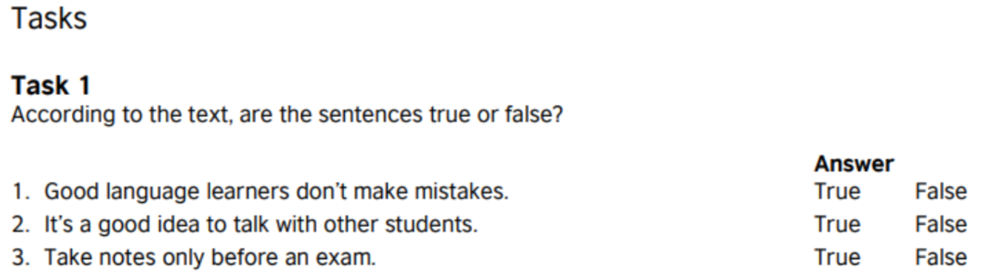 Tasks
Task 1
According to the text, are the sentences true or false?
Answer
1. Good language learners don't make mistakes. True False
2. It's a good idea to talk with other students. True False
3. Take notes only before an exam. True False